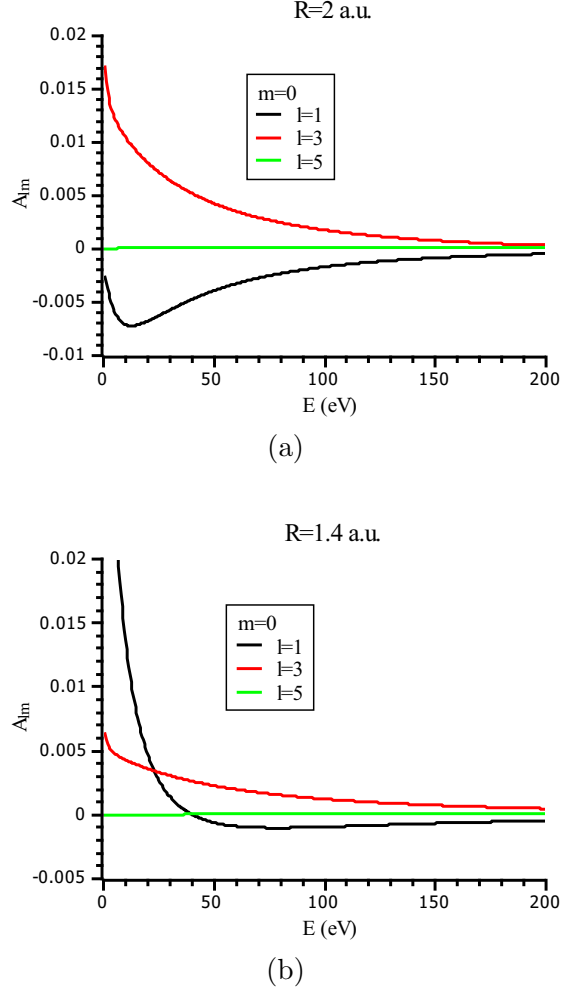 R=2 a.u.
0.02
0.015
0.01
0.005
0
-0.005
-0.01
A_lm
m=0
l=1
l=3
l=5
0 50 100 150 200
E (eV)
(a)
R=1.4 a.u.
0.02
0.015
0.01
0.005
0
-0.005
A_lm
m=0
l=1
l=3
l=5
0 50 100 150 200
E (eV)
(b)